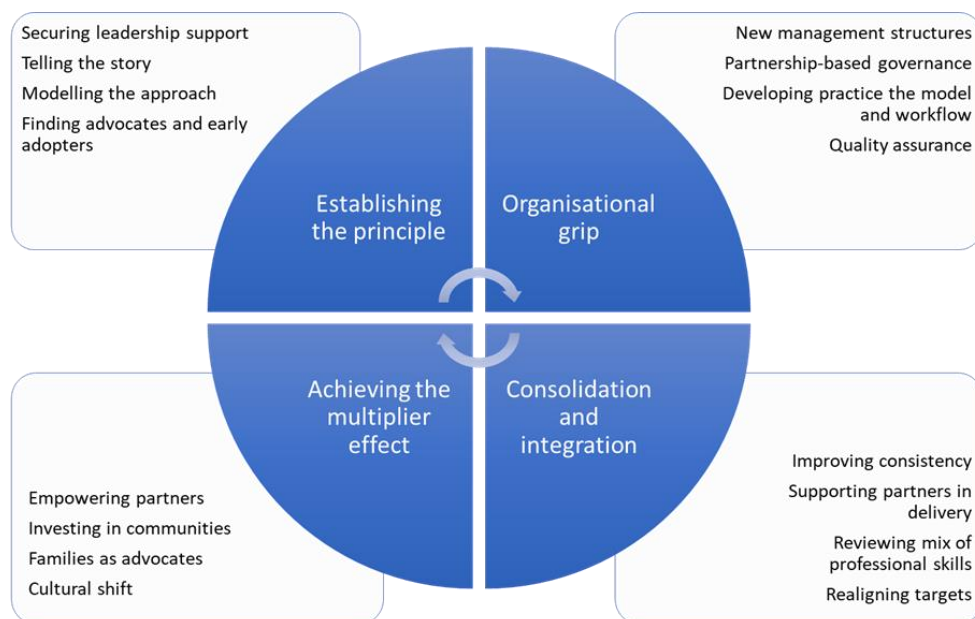 Securing leadership support
Telling the story
Modelling the approach
Finding advocates and early
adopters
New management structures
Partnership-based governance
Developing practice the model
and workflow
Quality assurance
Establishing
the principle
Organisational
grip
Achieving the
multiplier
effect
Consolidation
and
integration
Empowering partners
Investing in communities
Families as advocates
Cultural shift
Improving consistency
Supporting partners in
delivery
Reviewing mix of
professional skills
Realigning targets